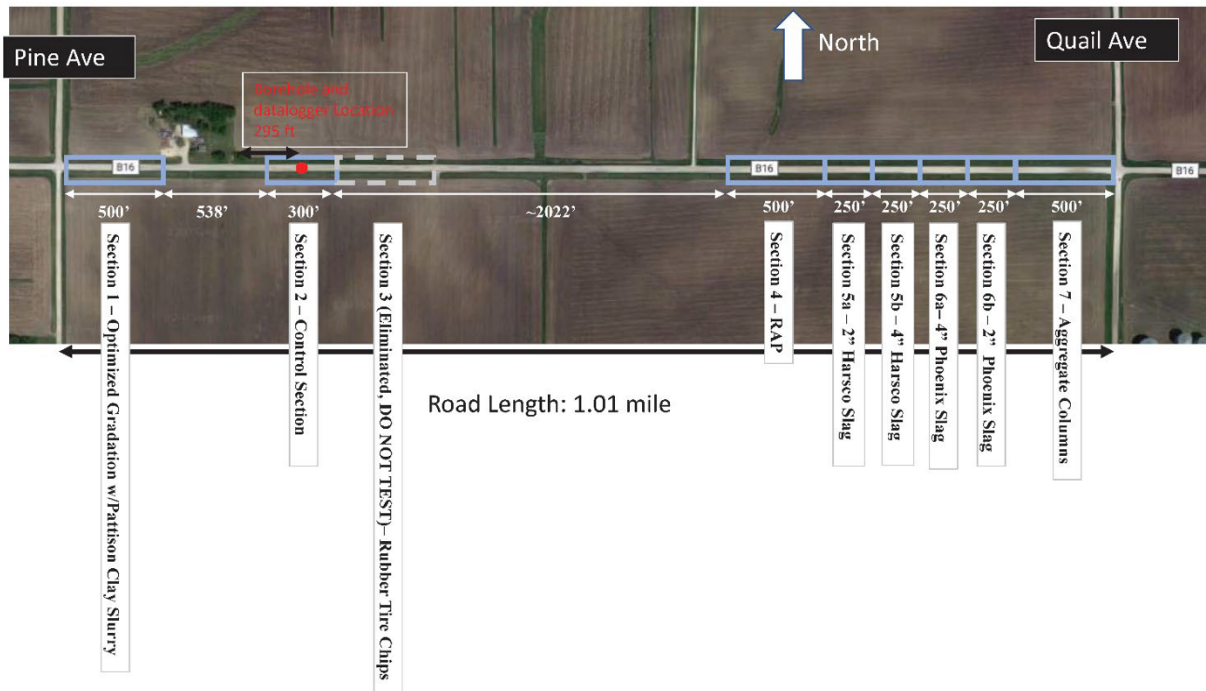 Pine Ave
North
Quail Ave
Borehole and
datalogger Location
295 ft
B16
B16
B16
500’
538’
300’
~2022’
500’
250’
250’
250’
250’
500’
Section 1 – Optimized Gradation w/Pattison Clay Slurry
Section 2 – Control Section
Section 3 (Eliminated, DO NOT TEST)– Rubber Tire Chips
Section 4 – RAP
Section 5a – 2” Harsco Slag
Section 5b – 4” Harsco Slag
Section 6a– 4” Phoenix Slag
Section 6b – 2” Phoenix Slag
Section 7 – Aggregate Columns
Road Length: 1.01 mile